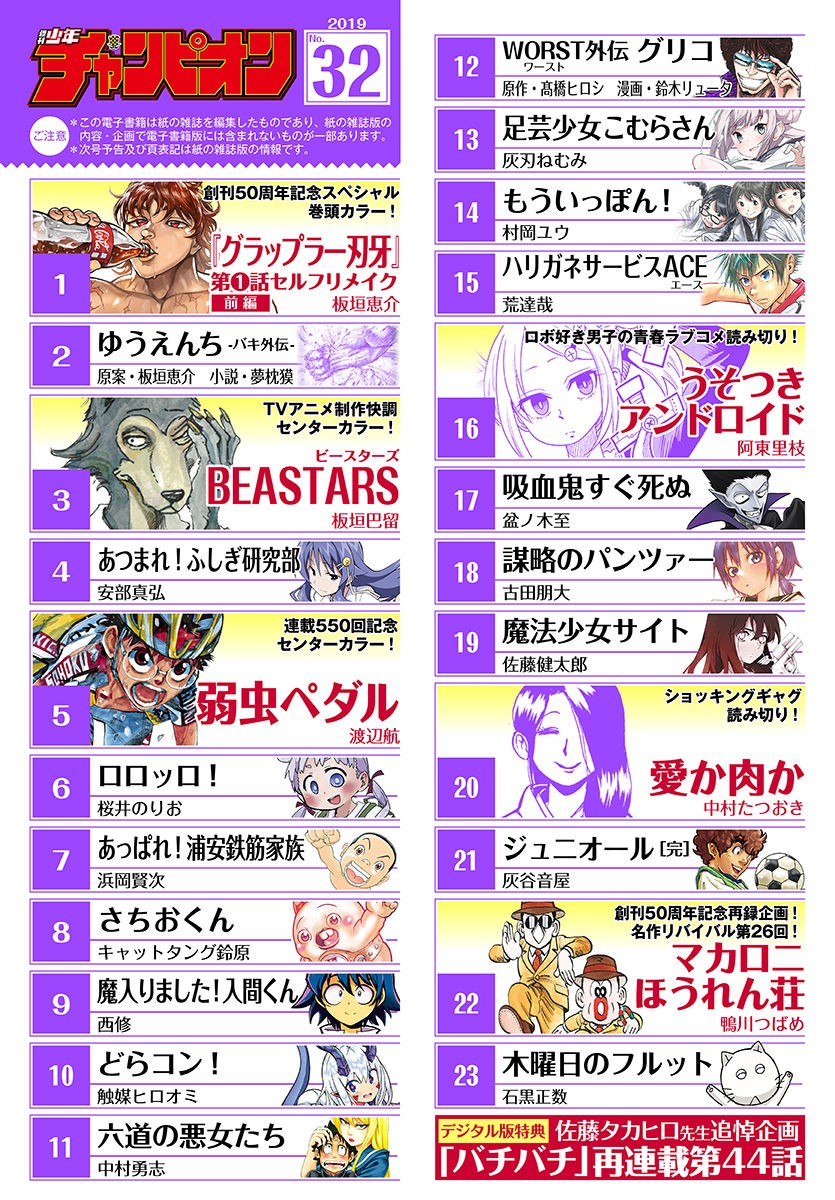 週刊少年
チャンピオン
2019
No.
32
ご注意
＊この電子書籍は紙の雑誌を編集したものであり、紙の雑誌版の
内容・企画で電子書籍版には含まれないものが一部あります。
＊次号予告及び頁表記は紙の雑誌版の情報です。
創刊50周年記念スペシャル
巻頭カラー！
1
『グラップラー刃牙』
第❶話セルフリメイク
前編
板垣恵介
2
ゆうえんち -バキ外伝-
原案・板垣恵介 小説・夢枕獏
TVアニメ制作快調
センターカラー！
3
ビースターズ
BEASTARS
板垣巴留
4
あつまれ！ふしぎ研究部
安部真弘
連載550回記念
センターカラー！
5
弱虫ペダル
渡辺航
6
ロロッロ！
桜井のりお
7
あっぱれ！浦安鉄筋家族
浜岡賢次
8
さちおくん
キャットタング鈴原
9
魔入りました！入間くん
西修
10
どらコン！
触媒ヒロオミ
11
六道の悪女たち
中村勇志
12
WORST外伝 グリコ
ワースト
原作・髙橋ヒロシ 漫画・鈴木リュータ
13
足芸少女こむらさん
灰刃ねむみ
14
もういっぽん！
村岡ユウ
15
ハリガネサービスACE
エース
荒達哉
ロボ好き男子の青春ラブコメ読み切り！
16
うそつき
アンドロイド
阿東里枝
17
吸血鬼すぐ死ぬ
盆ノ木至
18
謀略のパンツァー
古田朋大
19
魔法少女サイト
佐藤健太郎
ショッキングギャグ
読み切り！
20
愛か肉か
中村たつおき
21
ジュニオール［完］
灰谷音屋
創刊50周年記念再録企画！
名作リバイバル第26回！
22
マカロニ
ほうれん荘
鴨川つばめ
23
木曜日のフルット
石黒正数
デジタル版特典 佐藤タカヒロ先生追悼企画
「バチバチ」再連載第44話